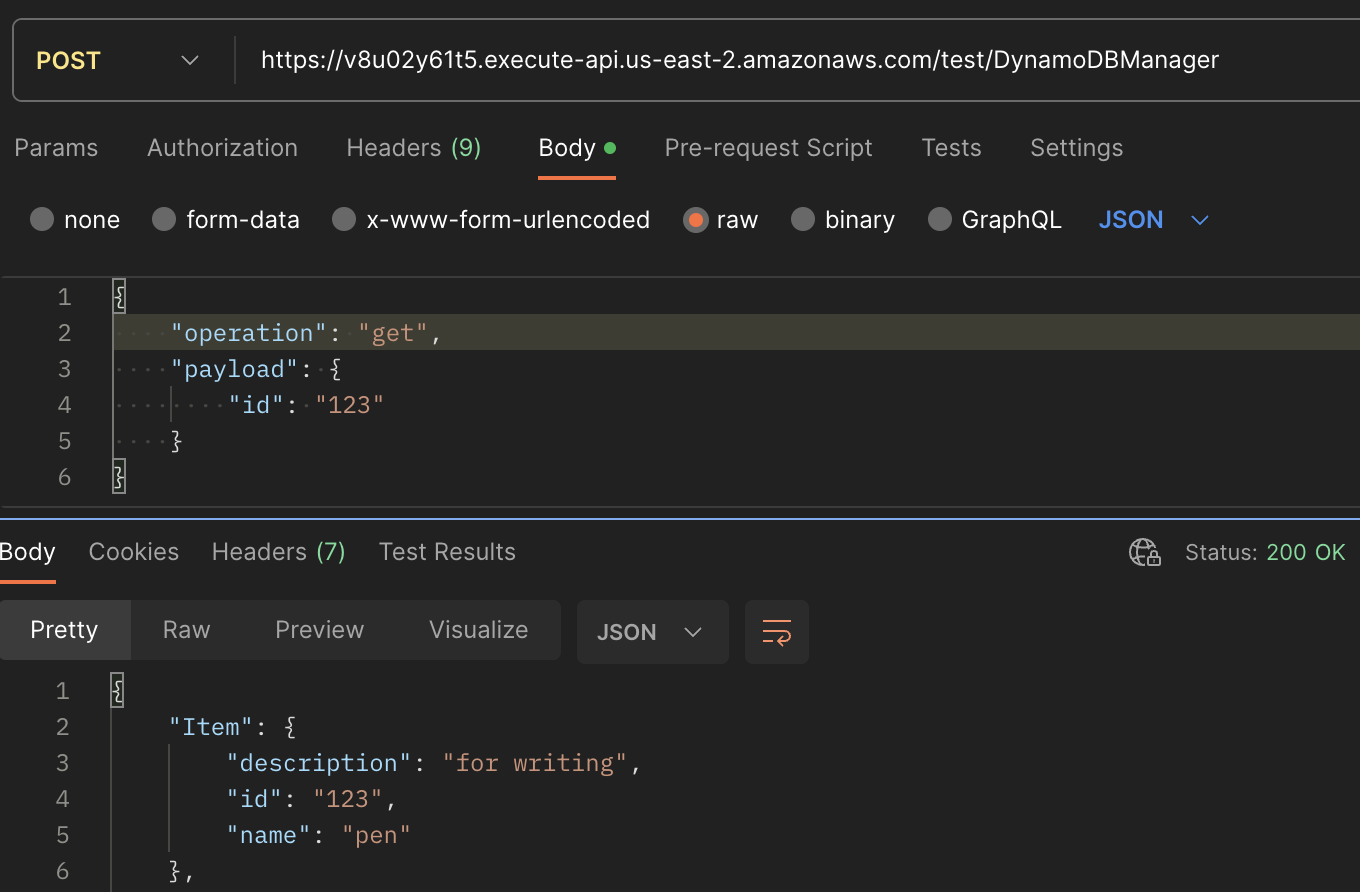 POST https://v8u02y61t5.execute-api.us-east-2.amazonaws.com/test/DynamoDBManager
Params Authorization Headers (9) Body Pre-request Script Tests Settings
none form-data x-www-form-urlencoded raw binary GraphQL JSON
1 {
2 "operation": "get",
3 "payload": {
4 "id": "123"
5 }
6 }
Body Cookies Headers (7) Test Results Status: 200 OK
Pretty Raw Preview Visualize JSON
1 {
2 "Item": {
3 "description": "for writing",
4 "id": "123",
5 "name": "pen"
6 },